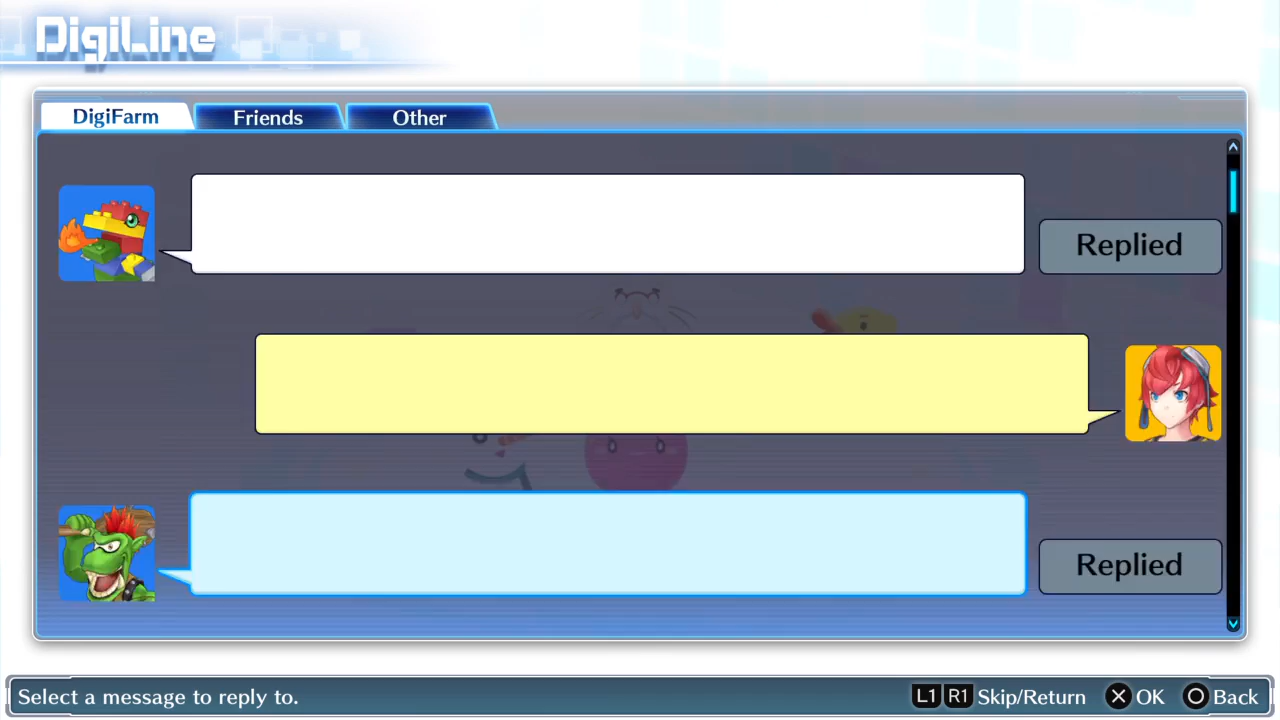 DigiLine
DigiFarm
Friends
Other
Replied
Replied
Select a message to reply to.
L1 R1 Skip/Return OK Back